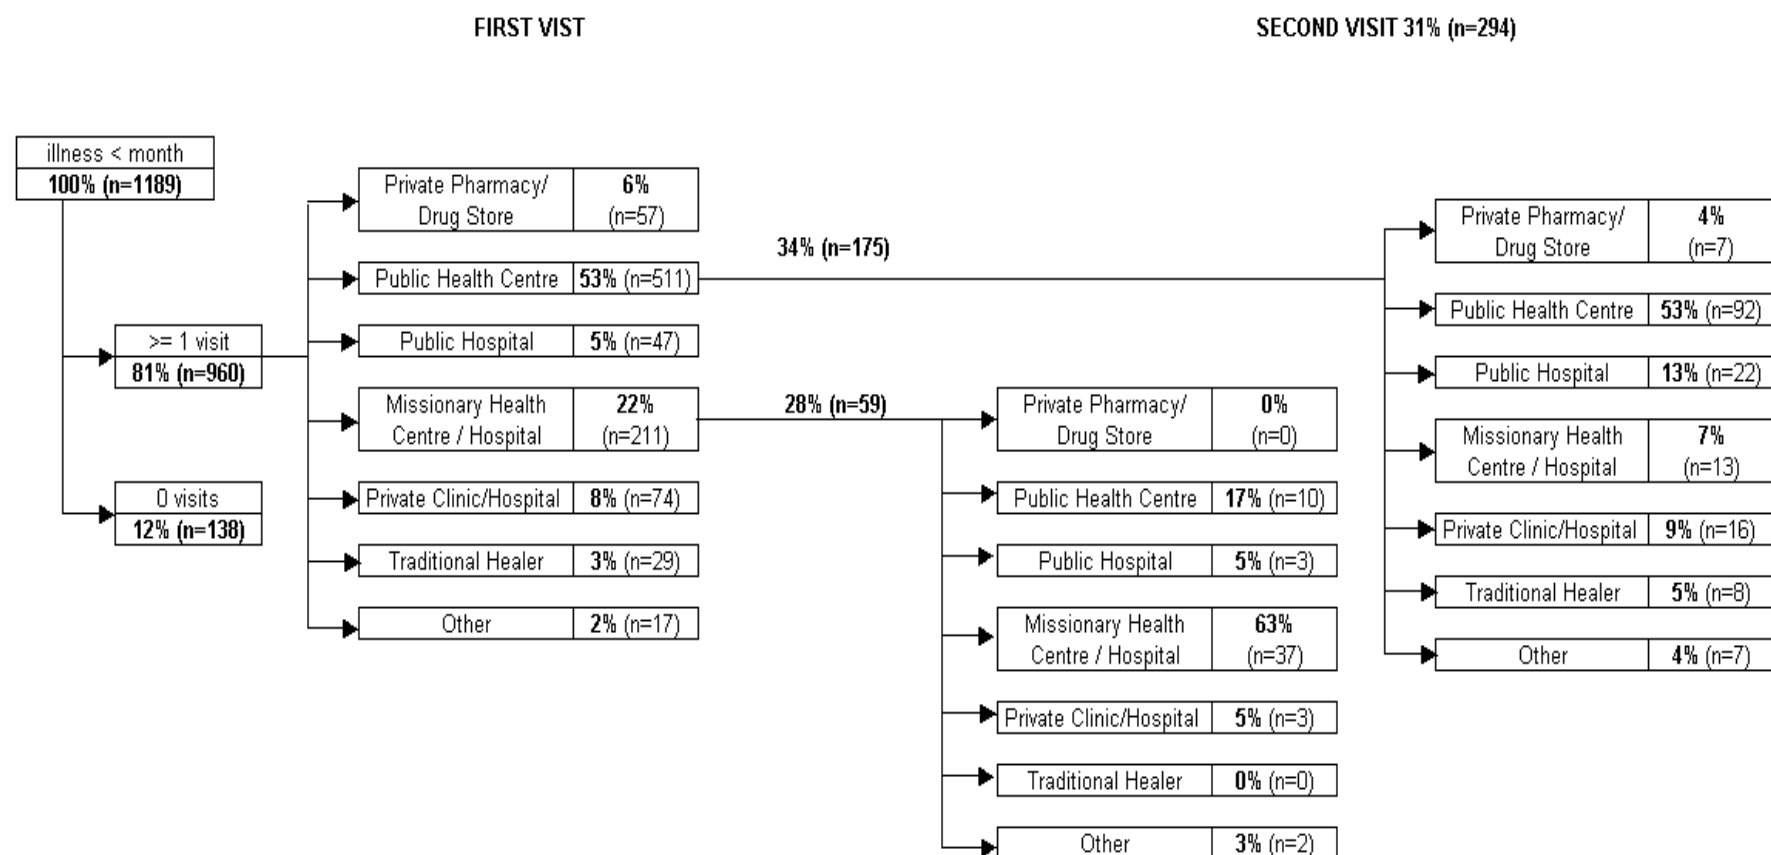 FIRST VIST
SECOND VISIT 31% (n=294)
illness < month
100% (n=1189)
>= 1 visit
81% (n=960)
0 visits
12% (n=138)
Private Pharmacy/ 6%
Drug Store (n=57)
Public Health Centre 53% (n=511)
Public Hospital 5% (n=47)
Missionary Health 22%
Centre / Hospital (n=211)
Private Clinic/Hospital 8% (n=74)
Traditional Healer 3% (n=29)
Other 2% (n=17)
34% (n=175)
28% (n=59)
Private Pharmacy/ 0%
Drug Store (n=0)
Public Health Centre 17% (n=10)
Public Hospital 5% (n=3)
Missionary Health 63%
Centre / Hospital (n=37)
Private Clinic/Hospital 5% (n=3)
Traditional Healer 0% (n=0)
Other 3% (n=2)
Private Pharmacy/ 4%
Drug Store (n=7)
Public Health Centre 53% (n=92)
Public Hospital 13% (n=22)
Missionary Health 7%
Centre / Hospital (n=13)
Private Clinic/Hospital 9% (n=16)
Traditional Healer 5% (n=8)
Other 4% (n=7)